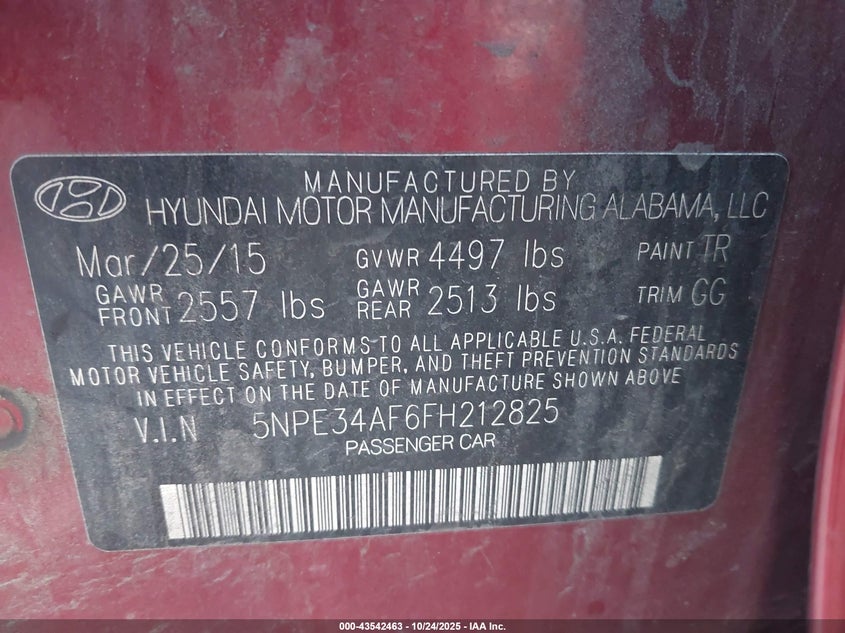 MANUFACTURED BY
HYUNDAI MOTOR MANUFACTURING ALABAMA, LLC
Mar/25/15 GVWR 4497 lbs PAINT TR
GAWR FRONT 2557 lbs GAWR REAR 2513 lbs TRIM GG
THIS VEHICLE CONFORMS TO ALL APPLICABLE U.S.A. FEDERAL
MOTOR VEHICLE SAFETY, BUMPER, AND THEFT PREVENTION STANDARDS
IN EFFECT ON THE DATE OF MANUFACTURE SHOWN ABOVE
V.I.N 5NPE34AF6FH212825
PASSENGER CAR
000-43542463 - 10/24/2025 - IAA Inc.